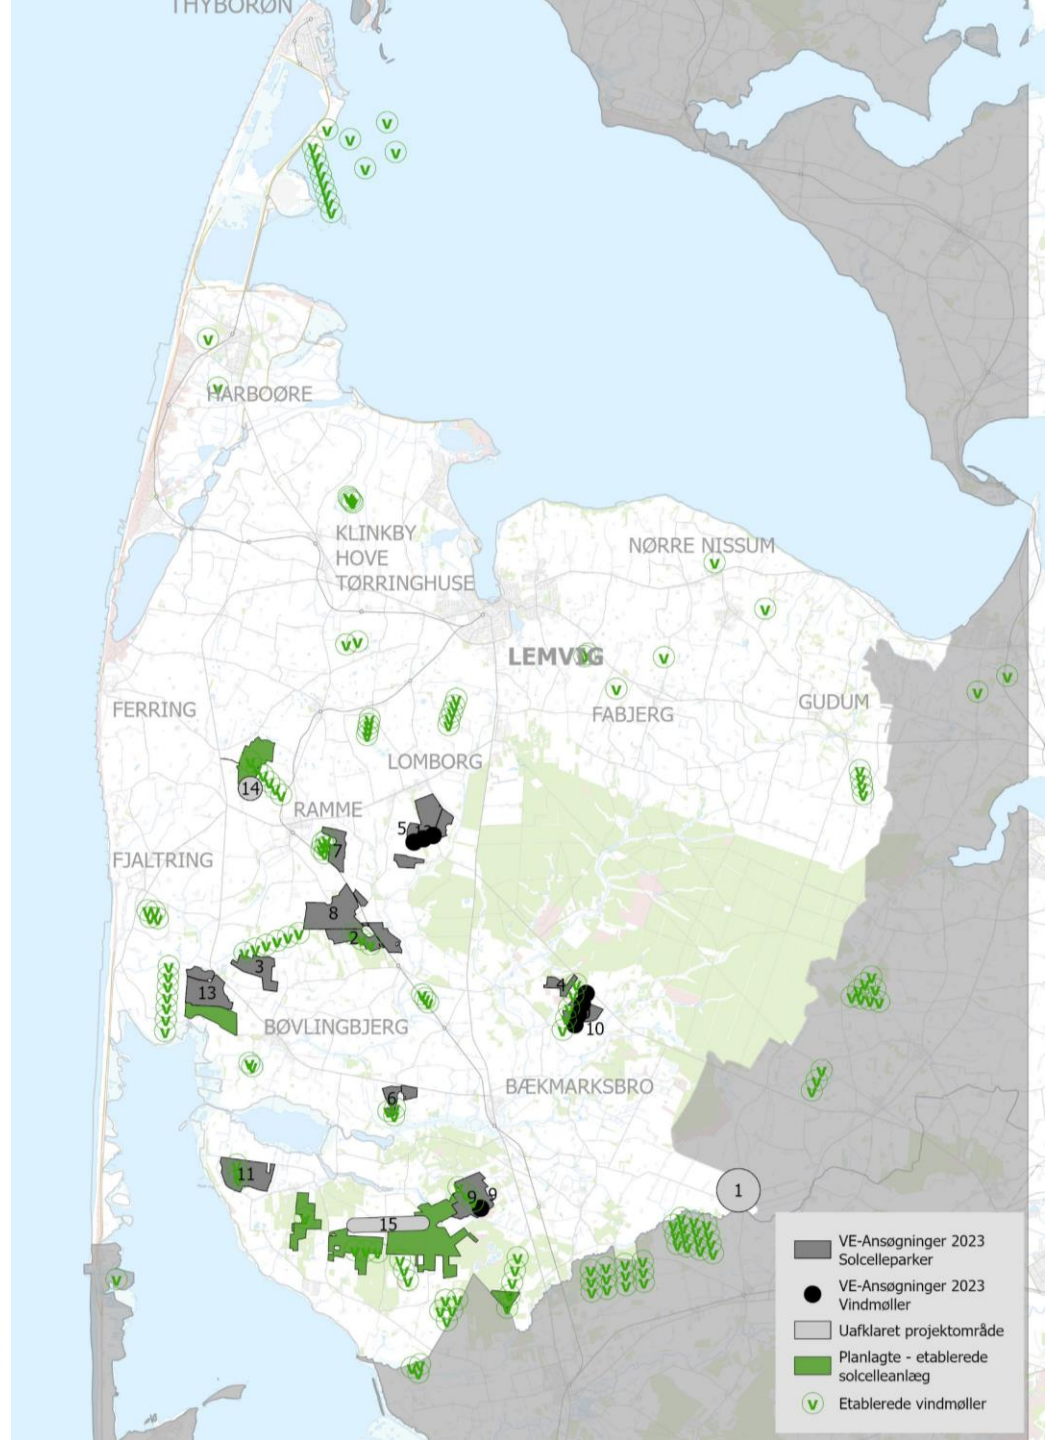 THYBORØN
HARBOØRE
KLINKBY
HOVE
TØRRINGHUSE
NØRRE NISSUM
LEMVIG
FERRING
FABJERG
GUDUM
LOMBORG
14
RAMME
5
12
FJALTRING
7
8
2
3
13
4
BØVLINGBJERG
10
BÆKMARKSBRO
6
11
1
9
9
15
VE-Ansøgninger 2023
Solcelleparker
VE-Ansøgninger 2023
Vindmøller
Uafklaret projektområde
Planlagte - etablerede
solcelleanlæg
v Etablerede vindmøller